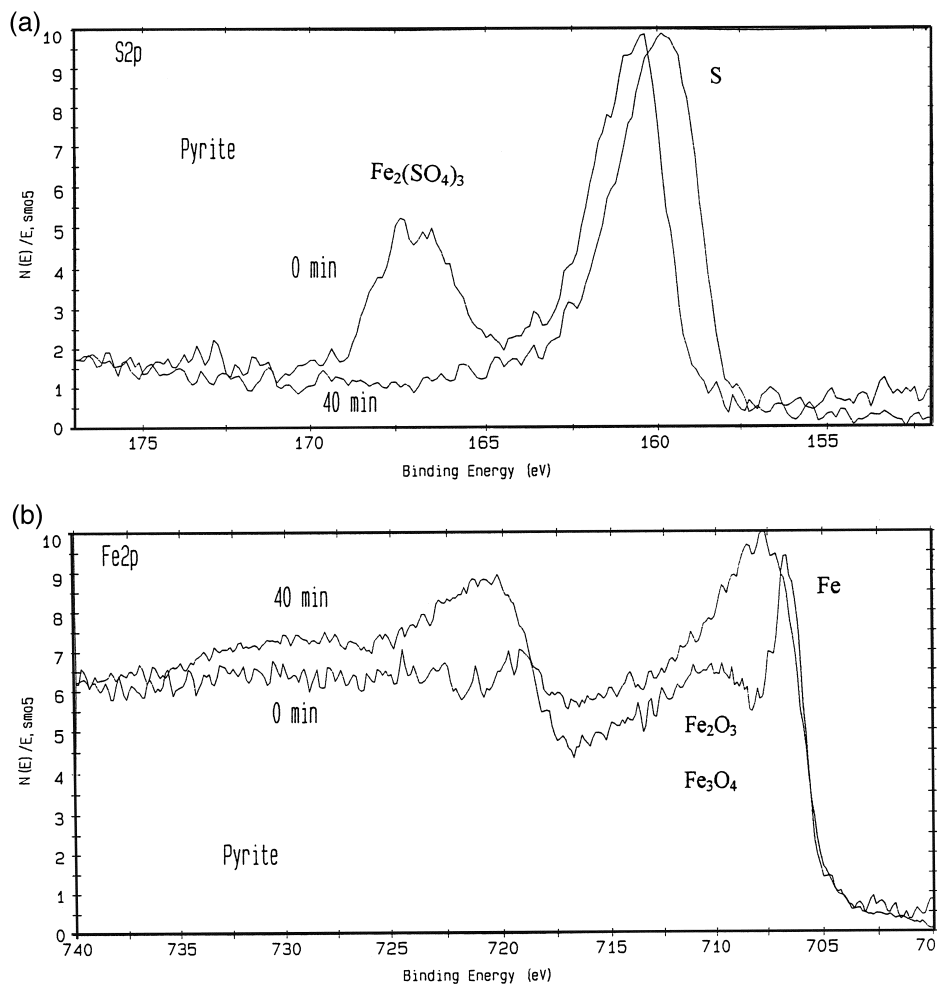 (a)
10
S2p
9
S
8
Pyrite
7
Fe2(SO4)3
6
N(E)/E, sma5
5
0 min
4
3
2
1
40 min
0
175 170 165 160 155
Binding Energy (eV)
(b)
10
Fe2p
9
40 min
Fe
8
7
6
0 min
Fe2O3
N(E)/E, sma5
5
Fe3O4
4
3
Pyrite
2
1
0
740 735 730 725 720 715 710 705 70
Binding Energy (eV)